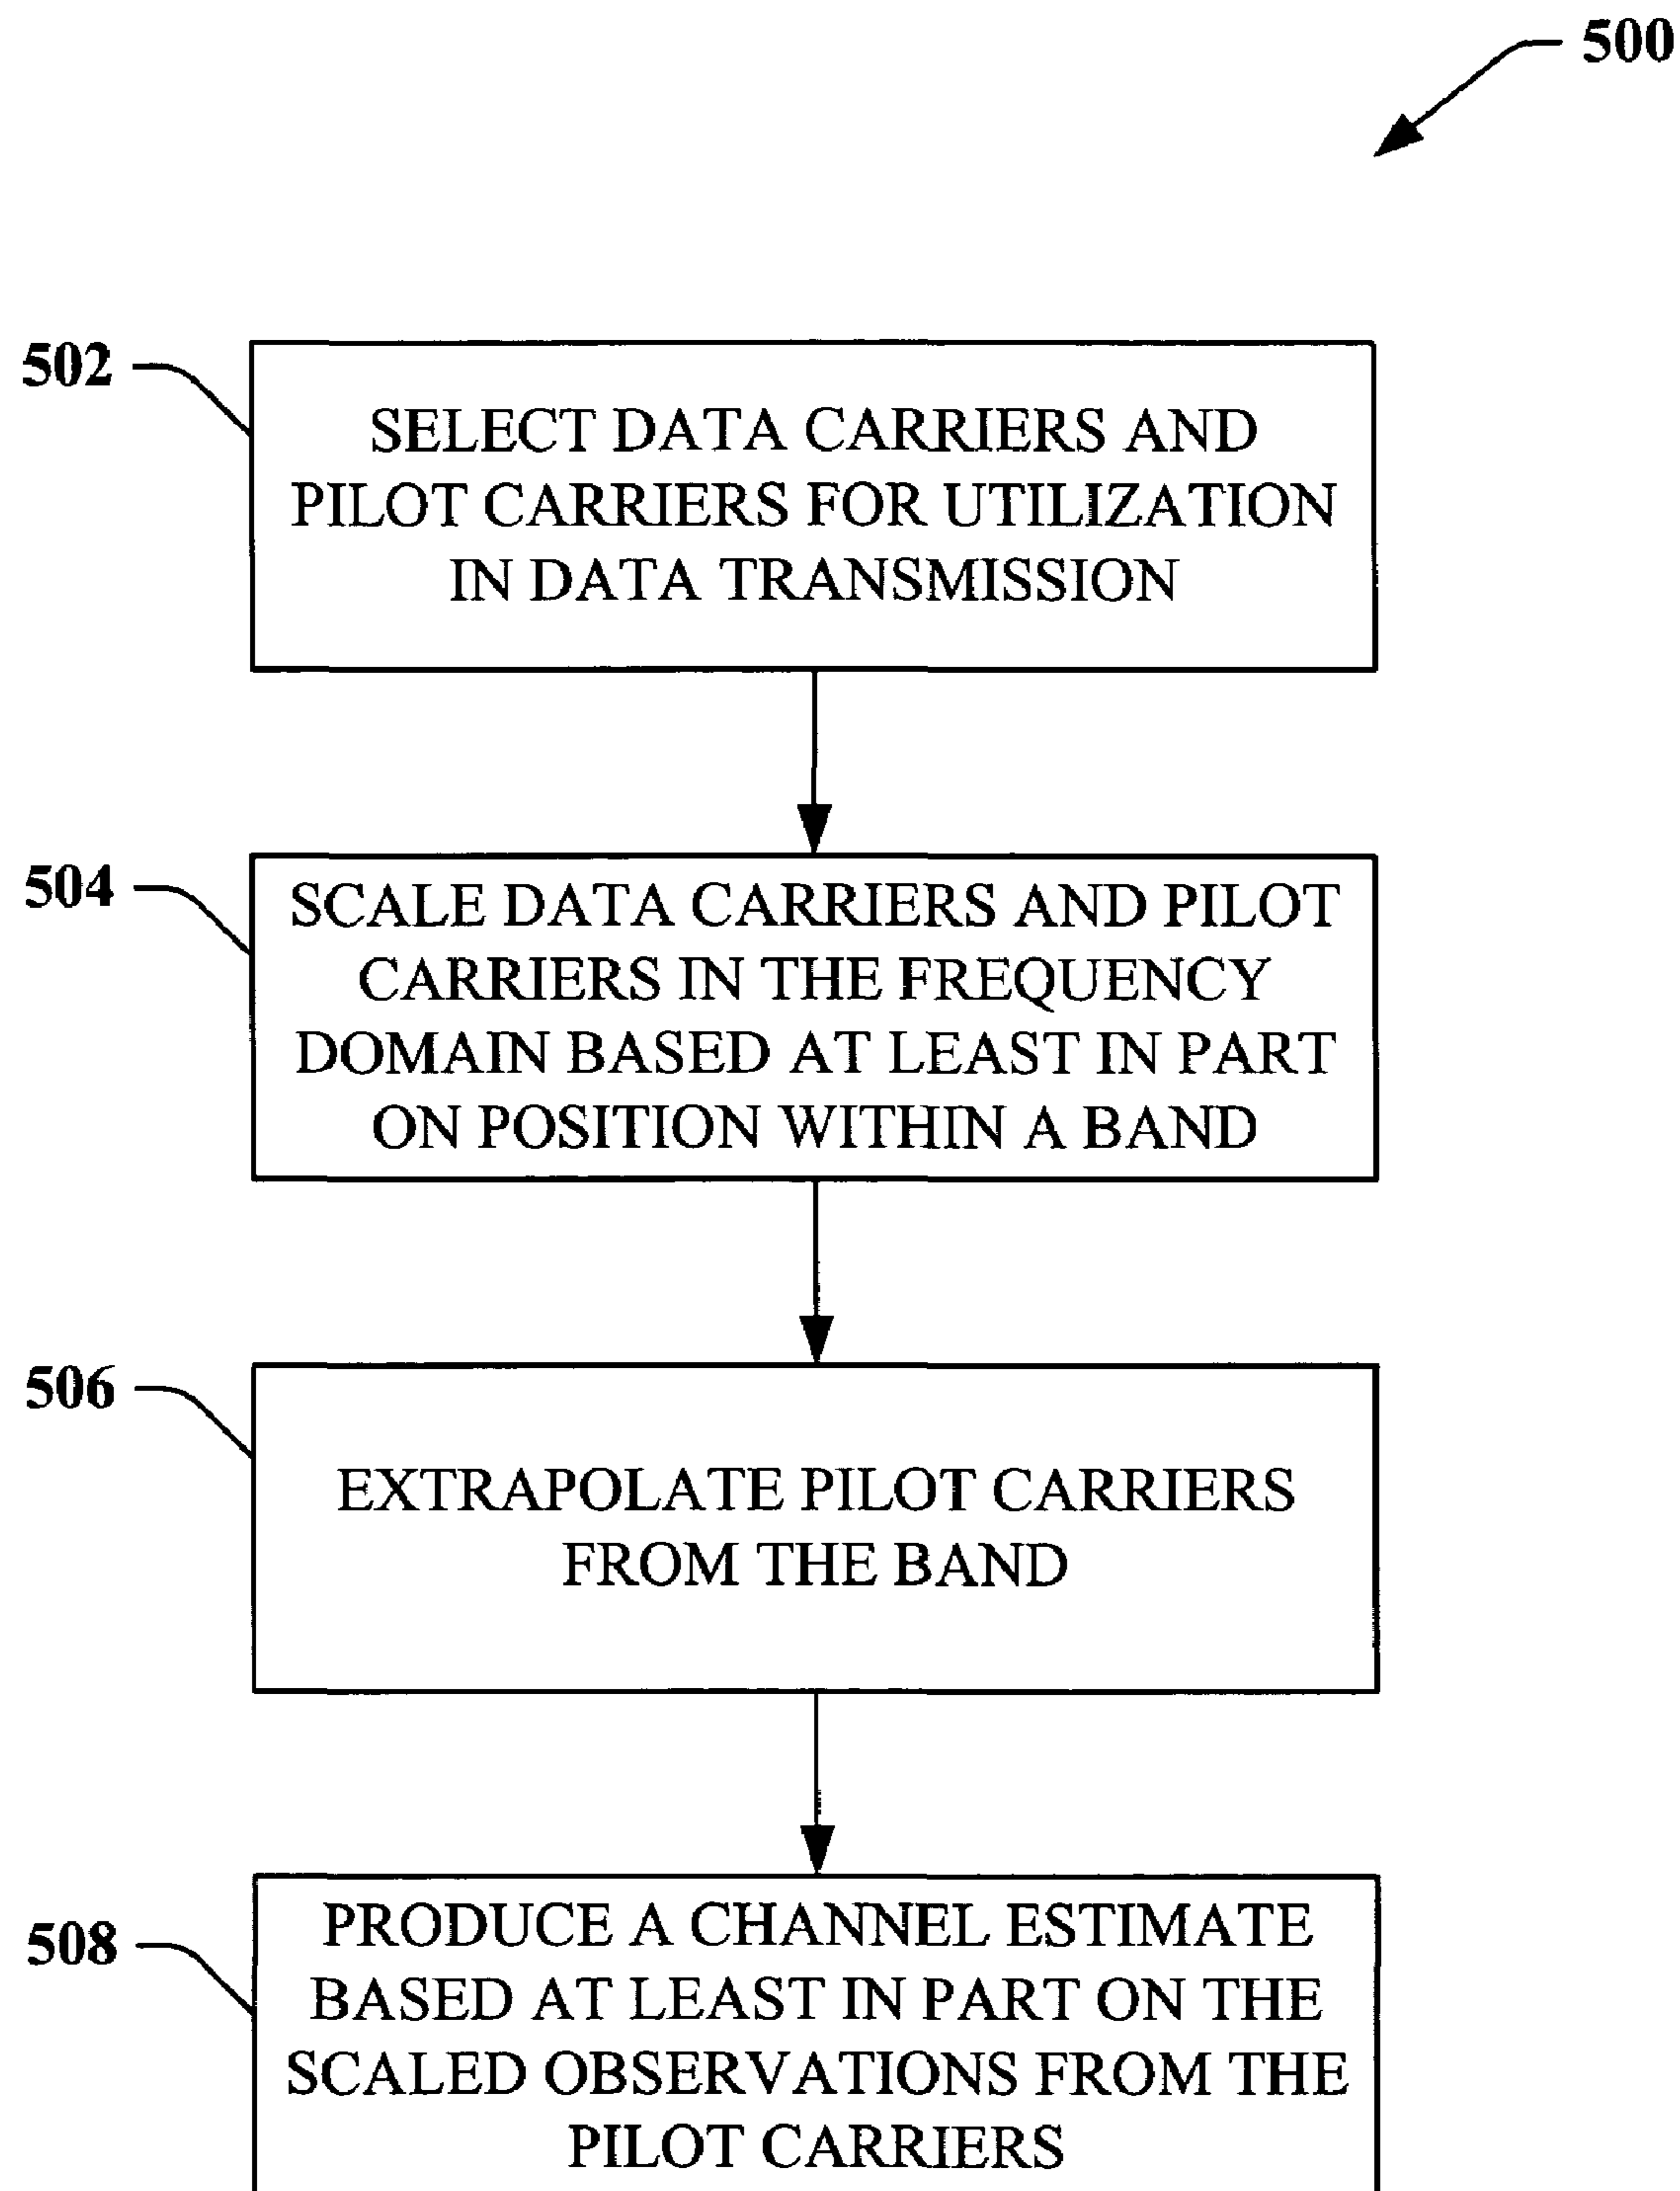 500
502
SELECT DATA CARRIERS AND
PILOT CARRIERS FOR UTILIZATION
IN DATA TRANSMISSION
504
SCALE DATA CARRIERS AND PILOT
CARRIERS IN THE FREQUENCY
DOMAIN BASED AT LEAST IN PART
ON POSITION WITHIN A BAND
506
EXTRAPOLATE PILOT CARRIERS
FROM THE BAND
508
PRODUCE A CHANNEL ESTIMATE
BASED AT LEAST IN PART ON THE
SCALED OBSERVATIONS FROM THE
PILOT CARRIERS